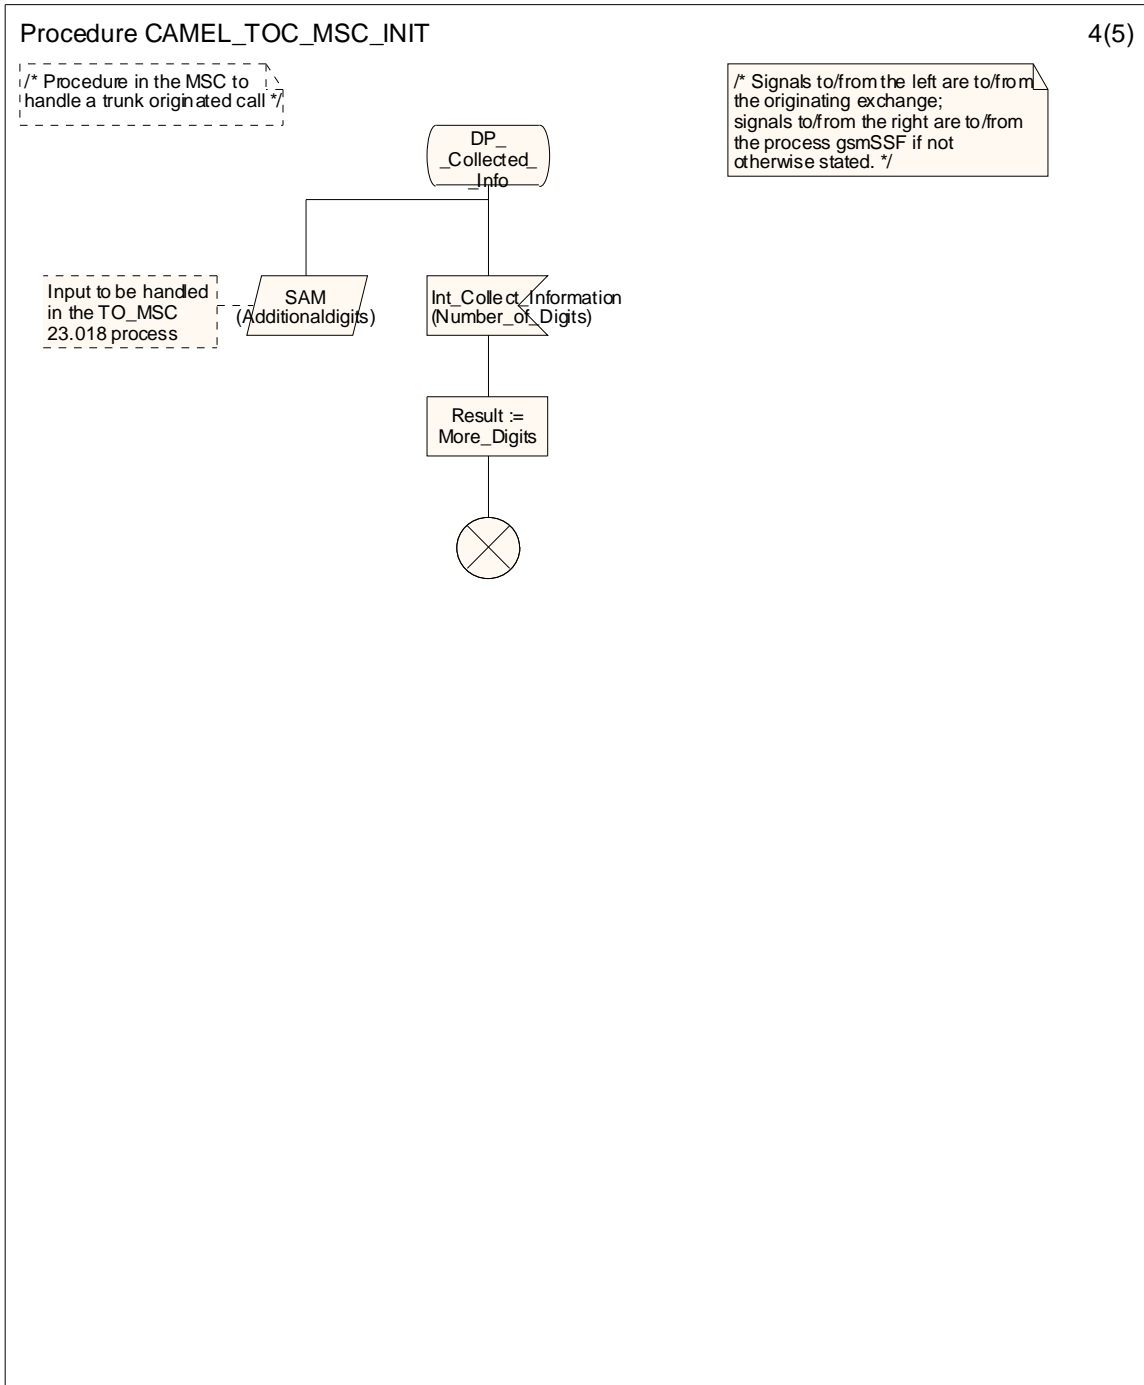 Procedure CAMEL_TOC_MSC_INIT
4(5)
/* Procedure in the MSC to
handle a trunk originated call */
/* Signals to/from the left are to/from
the originating exchange;
signals to/from the right are to/from
the process gsmSSF if not
otherwise stated. */
DP_
_Collected_
_Info
Input to be handled
in the TO_MSC
23.018 process
SAM
(Additionaldigits)
Int_Collect_Information
(Number_of_Digits)
Result :=
More_Digits